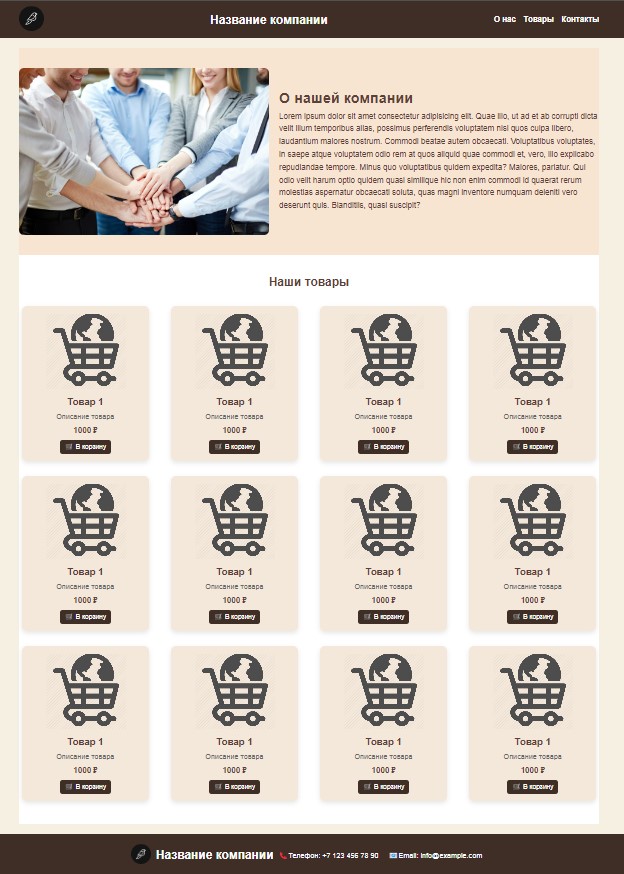 Название компании
О нас Товары Контакты
О нашей компании
Lorem ipsum dolor sit amet consectetur adipisicing elit. Quae illo, ut ad et ab corrupti dicta
velit illum temporibus alias, possimus perferendis voluptatem nisi quos culpa libero,
laudantium maiores nostrum. Commodi beatae autem obcaecati. Voluptatibus voluptates,
in saepe atque voluptatem odio rem at quos aliquid quae commodi et, vero, illo explicabo
repudiandae tempore. Minus quo voluptatibus quidem expedita? Maiores, pariatur. Qui
odio velit harum optio quidem quasi similique hic non enim commodi id quaerat rerum
molestias aspernatur obcaecati soluta, quas magni inventore numquam deleniti vero
deserunt quis. Blanditiis, quasi suscipit?
Наши товары
Товар 1 Товар 1 Товар 1 Товар 1
Описание товара Описание товара Описание товара Описание товара
1000 ₽ 1000 ₽ 1000 ₽ 1000 ₽
В корзину В корзину В корзину В корзину
Товар 1 Товар 1 Товар 1 Товар 1
Описание товара Описание товара Описание товара Описание товара
1000 ₽ 1000 ₽ 1000 ₽ 1000 ₽
В корзину В корзину В корзину В корзину
Товар 1 Товар 1 Товар 1 Товар 1
Описание товара Описание товара Описание товара Описание товара
1000 ₽ 1000 ₽ 1000 ₽ 1000 ₽
В корзину В корзину В корзину В корзину
Название компании Телефон: +7 123 456 78 90 Email: info@example.com